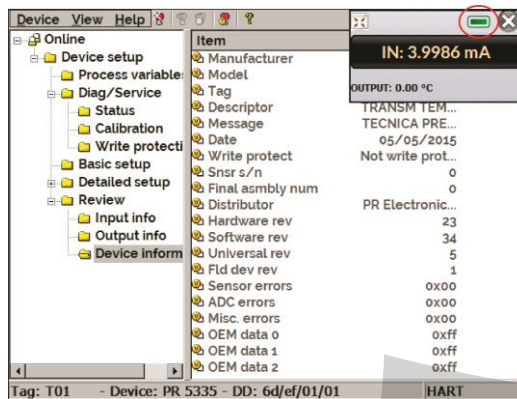 Device View Help
Online
Device setup
Process variable
Diag/Service
Status
Calibration
Write protecti
Basic setup
Detailed setup
Review
Input info
Output info
Device inform
Item
Manufacturer
Model
Tag
Descriptor TRANSM TEM...
Message TECNICA PRE...
Date 05/05/2015
Write protect Not write prot...
Snsr s/n 0
Final asmbly num 0
Distributor PR Electronic...
Hardware rev 23
Software rev 34
Universal rev 5
Fld dev rev 1
Sensor errors 0x00
ADC errors 0x00
Misc. errors 0x00
OEM data 0 0xff
OEM data 1 0xff
OEM data 2 0xff
IN: 3.9986 mA
OUTPUT: 0.00 °C
Tag: T01 - Device: PR 5335 - DD: 6d/ef/01/01 HART